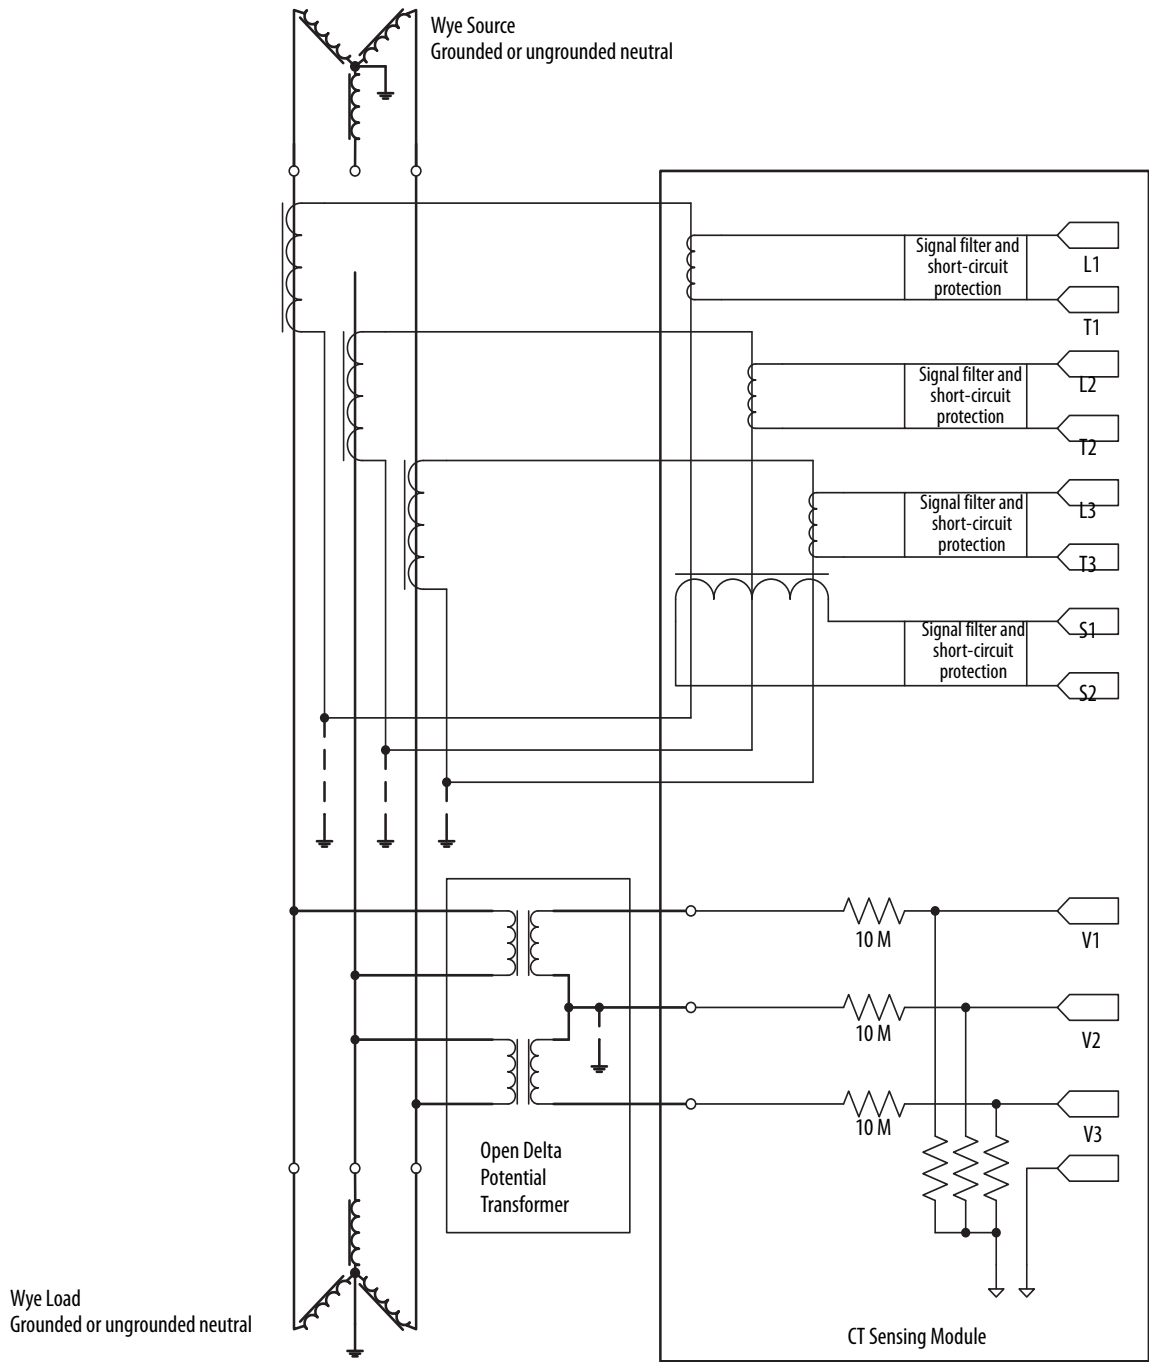 Wye Source
Grounded or ungrounded neutral
Signal filter and
short-circuit
protection
L1
T1
Signal filter and
short-circuit
protection
L2
T2
Signal filter and
short-circuit
protection
L3
T3
Signal filter and
short-circuit
protection
S1
S2
10 M
V1
10 M
V2
10 M
V3
Open Delta
Potential
Transformer
Wye Load
Grounded or ungrounded neutral
CT Sensing Module